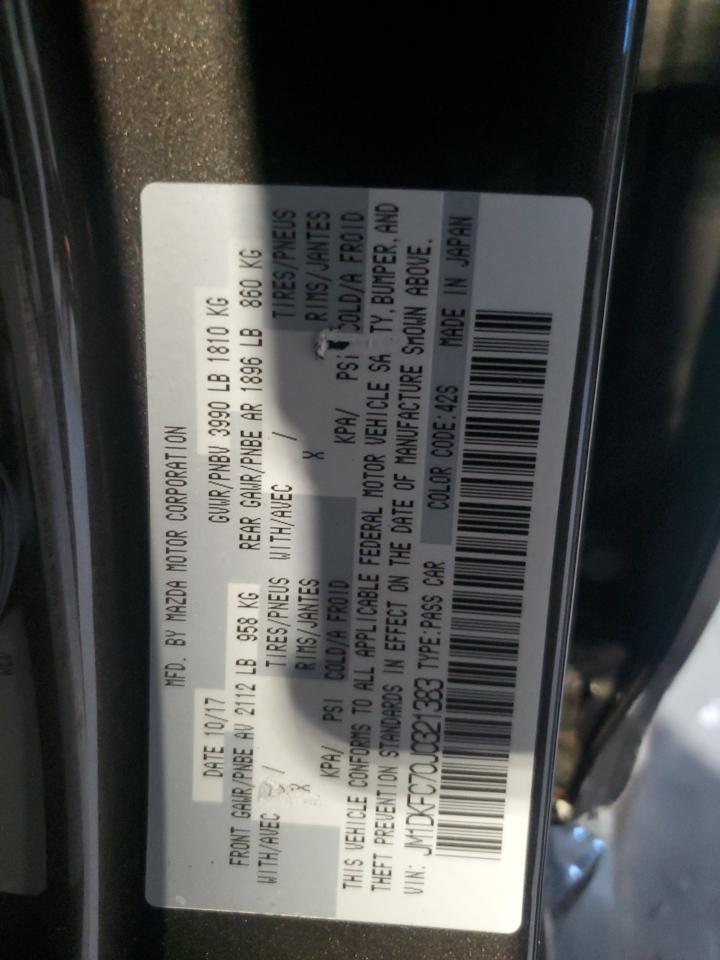 MFD. BY MAZDA MOTOR CORPORATION
DATE 10/17 GVWR/PNBV 3990 LB 1810 KG
FRONT GAWR/PNBE AV 2112 LB 958 KG REAR GAWR/PNBE AR 1896 LB 860 KG
WITH/AVEC / TIRES/PNEUS WITH/AVEC / TIRES/PNEUS
X RIMS/JANTES X RIMS/JANTES
KPA/ PSI COLD/A FROID KPA/ PSI COLD/A FROID
THIS VEHICLE CONFORMS TO ALL APPLICABLE FEDERAL MOTOR VEHICLE SA TY, BUMPER, AND
THEFT PREVENTION STANDARDS IN EFFECT ON THE DATE OF MANUFACTURE SHOWN ABOVE.
VIN: TYPE:PASS CAR COLOR CODE:42S MADE IN JAPAN